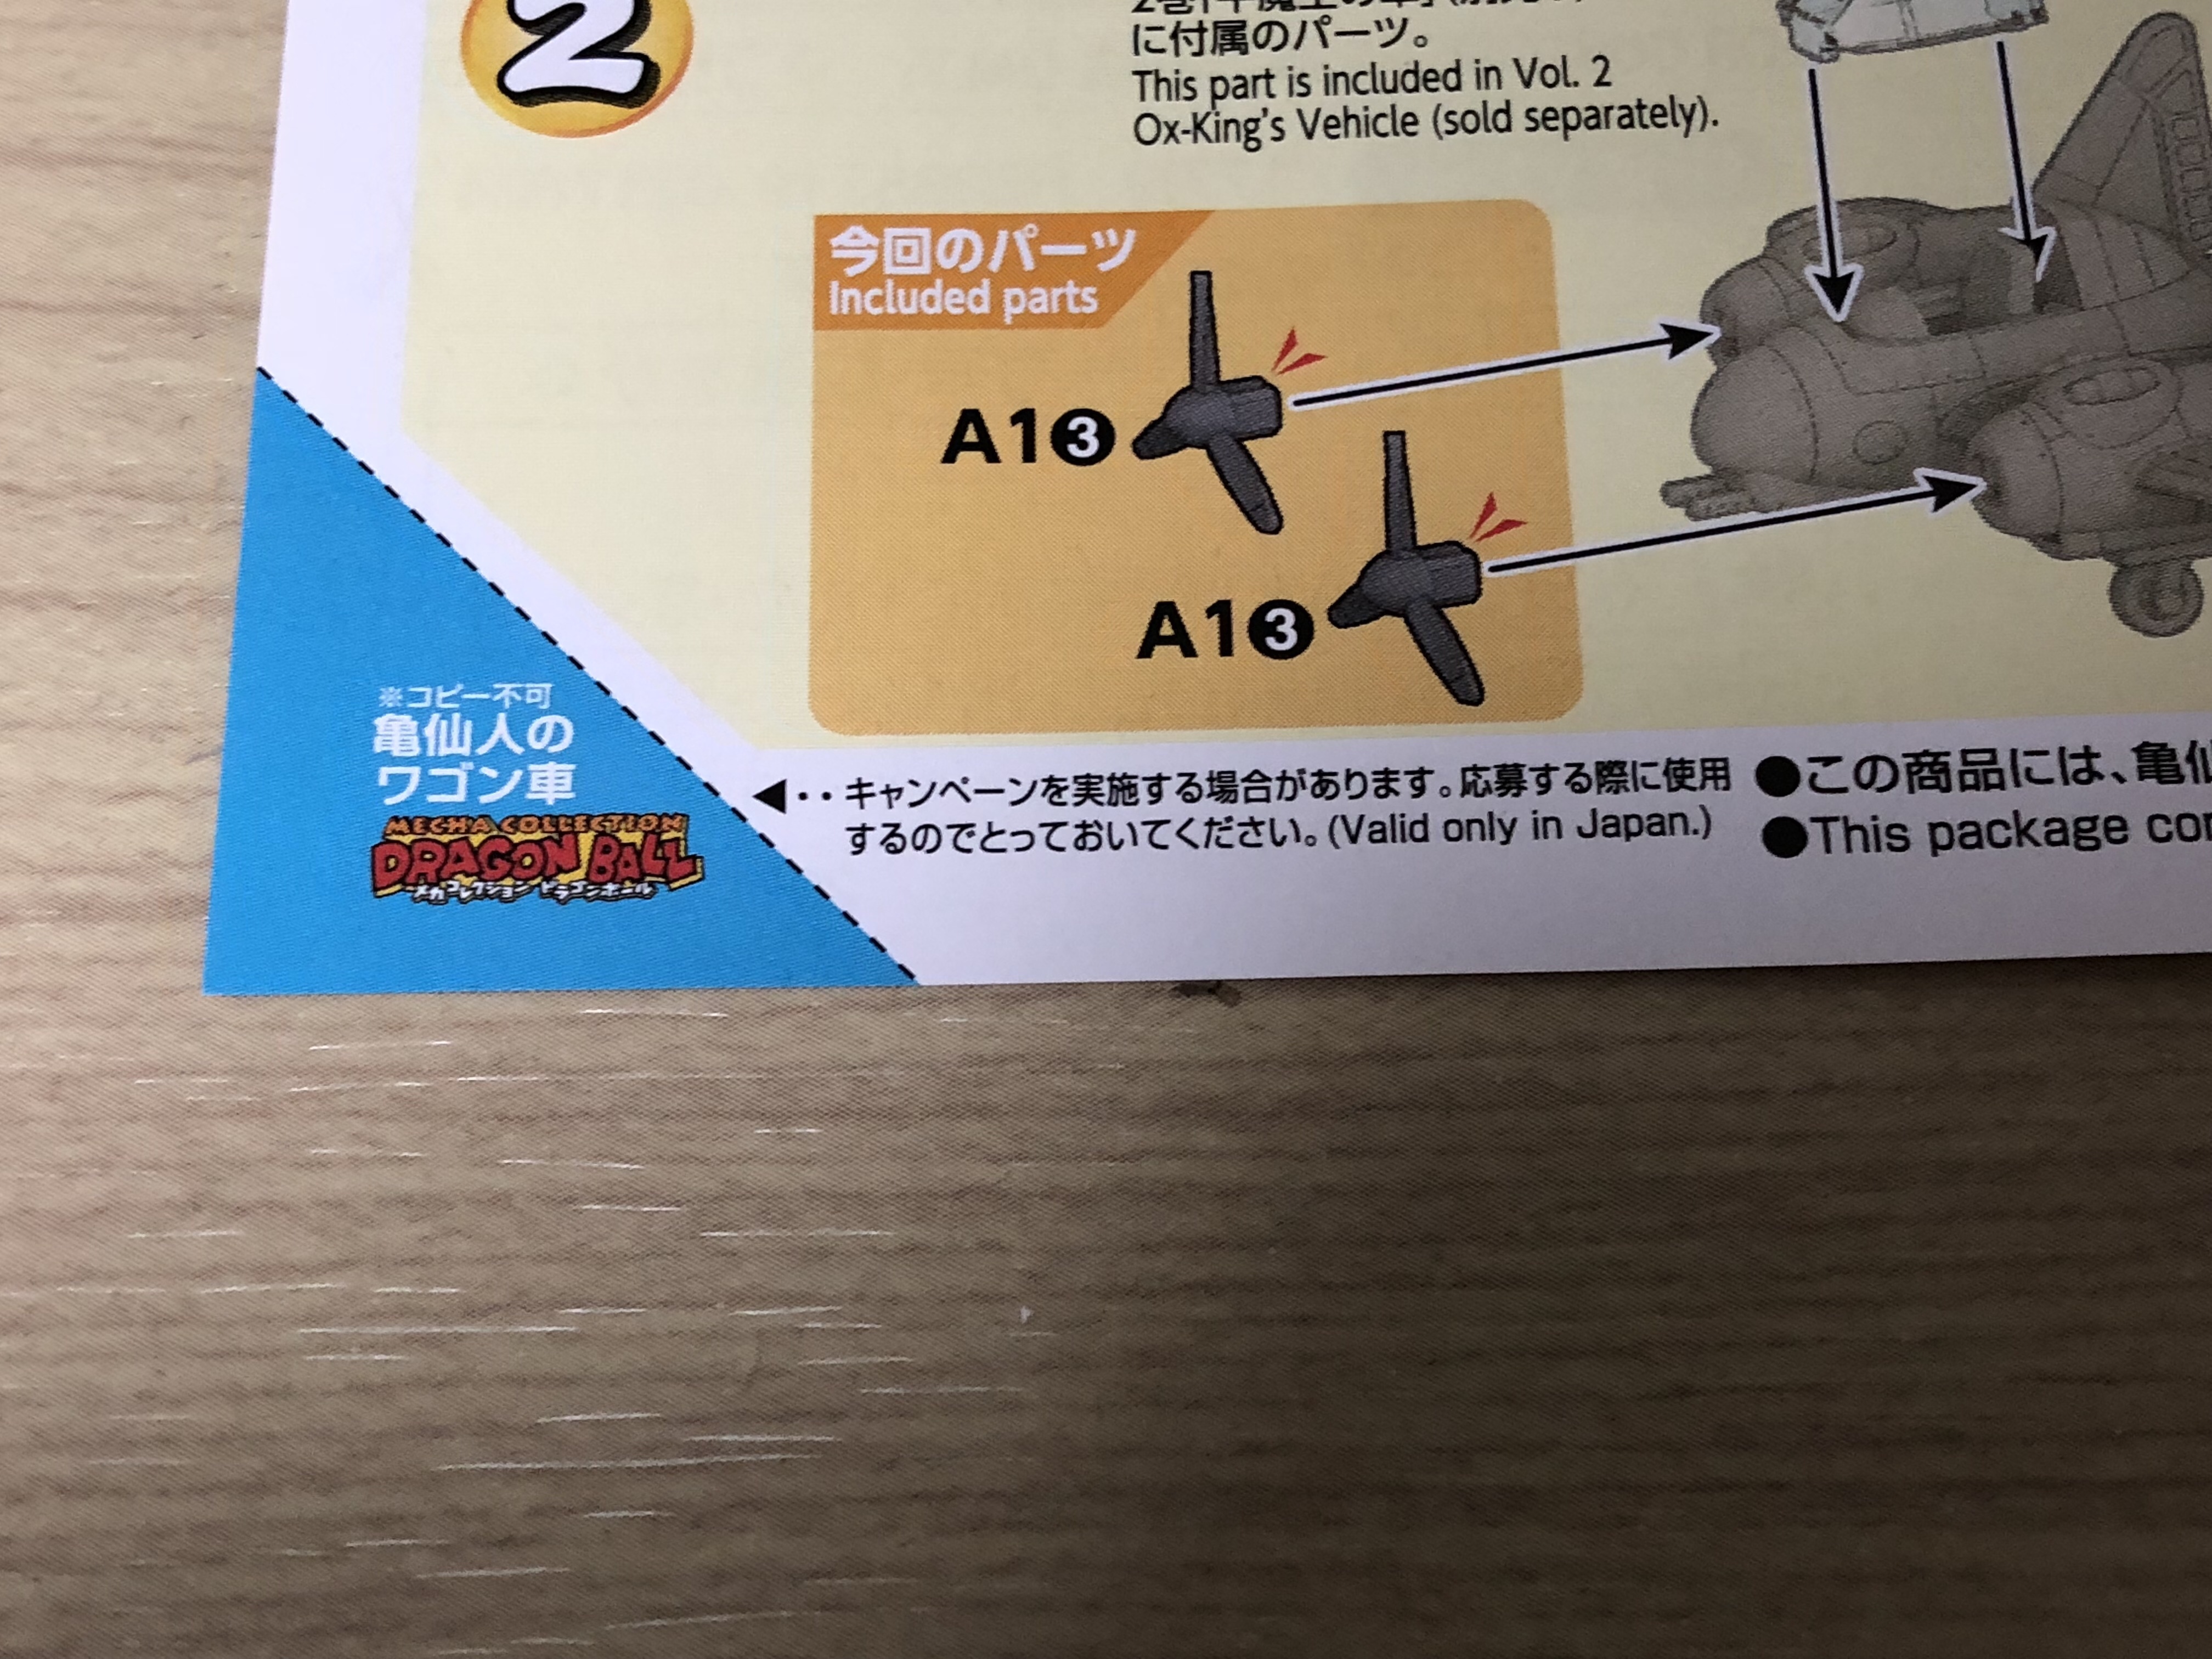 2
に付属のパーツ。
This part is included in Vol. 2
Ox-King's Vehicle (sold separately).
今回のパーツ
Included parts
A1❸
A1❸
※コピー不可
亀仙人の
ワゴン車
MECHA COLLECTION
DRAGON BALL
メカコレクション ドラゴンボール
◀・・キャンペーンを実施する場合があります。応募する際に使用
するのでとっておいてください。(Valid only in Japan.)
●この商品には、亀仙
●This package